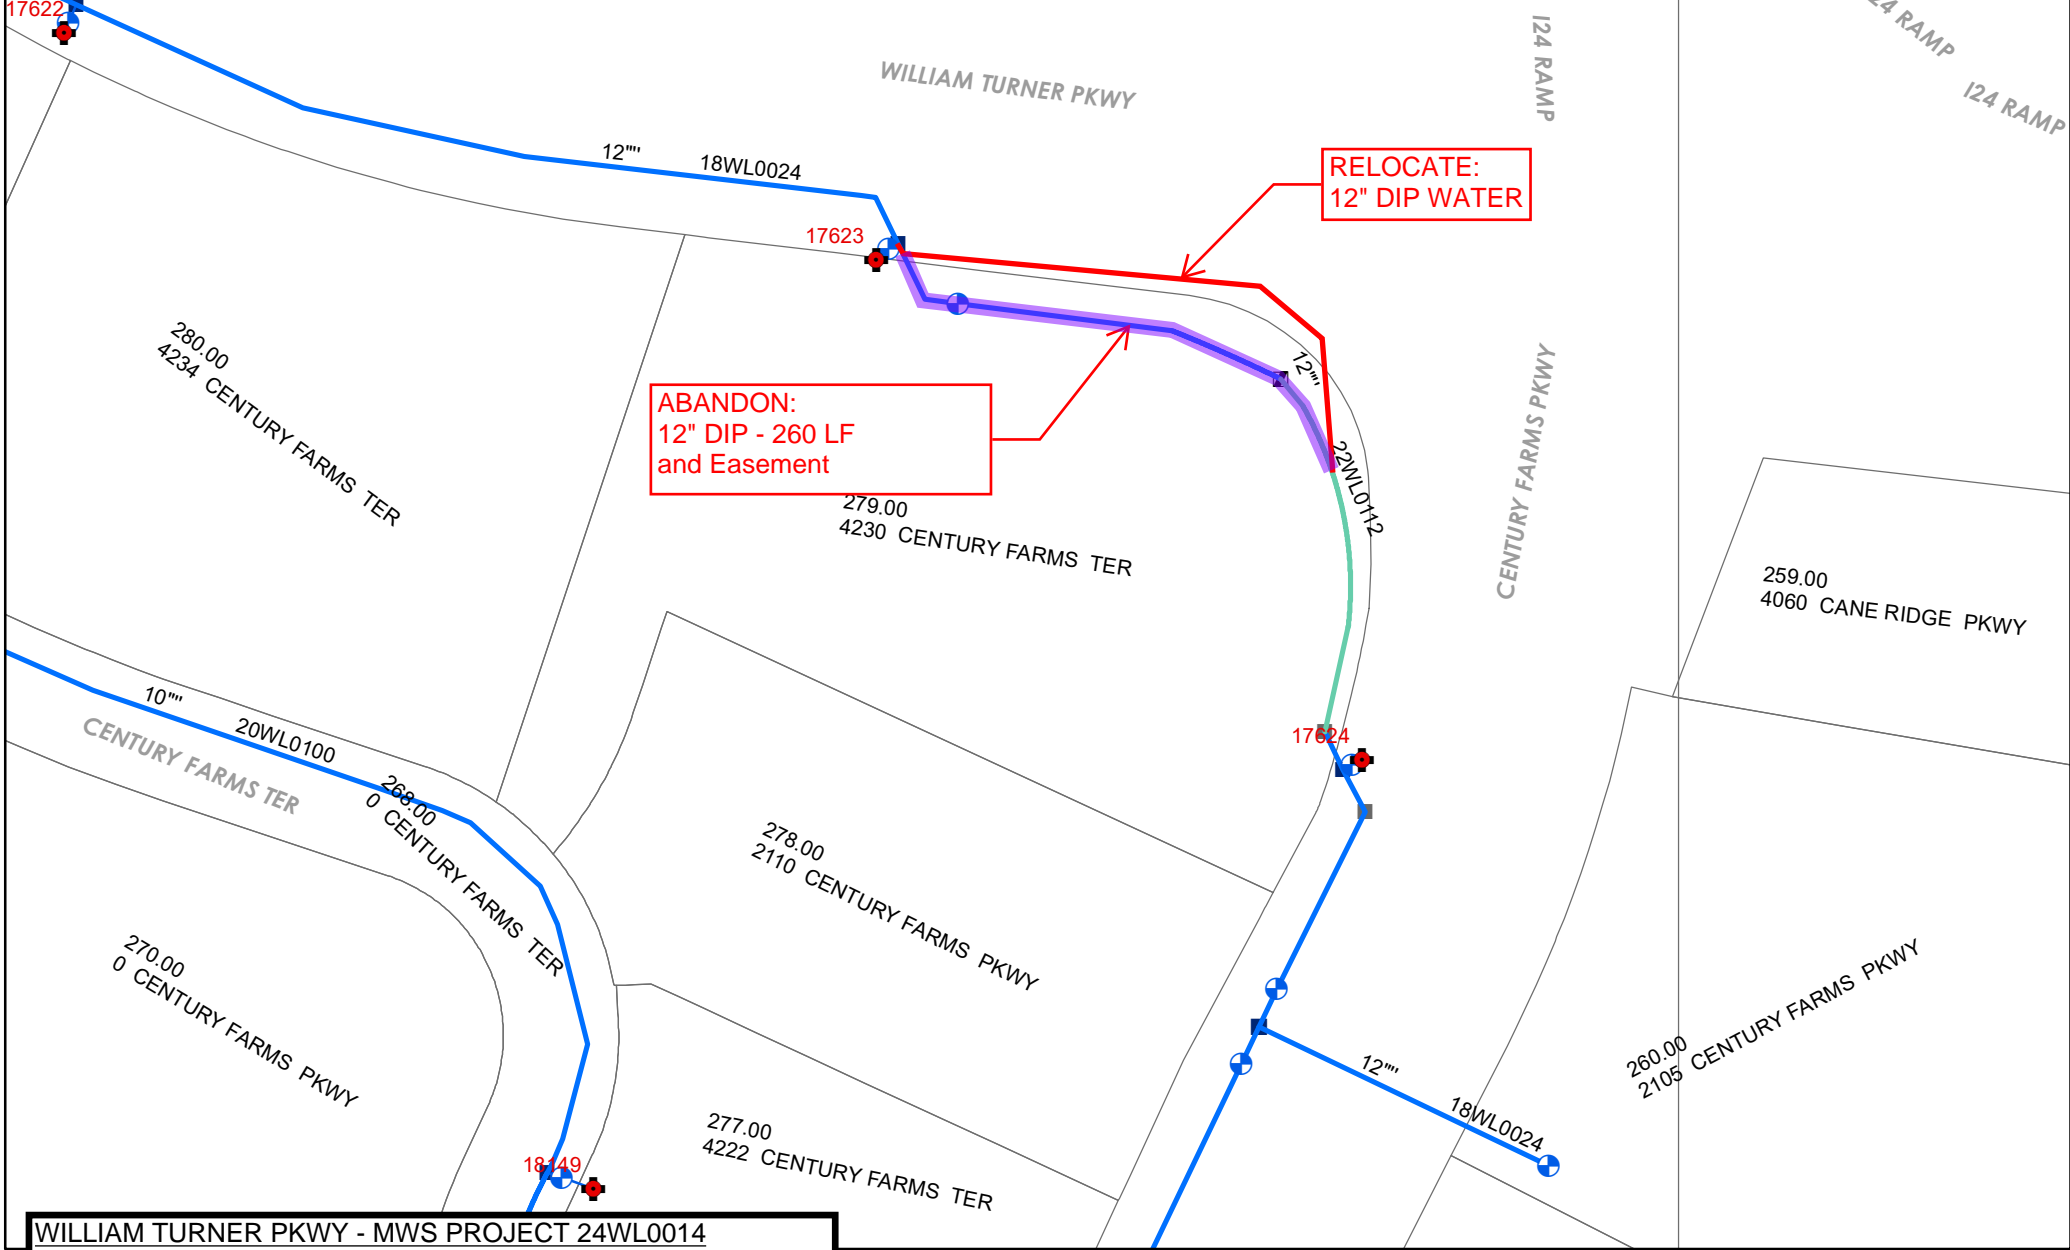 17622
WILLIAM TURNER PKWY
I24 RAMP
24 RAMP
I24 RAMP
12""
18WL0024
RELOCATE:
12" DIP WATER
17623
280.00
4234 CENTURY FARMS TER
ABANDON:
12" DIP - 260 LF
and Easement
12""
22WL0112
CENTURY FARMS PKWY
279.00
4230 CENTURY FARMS TER
259.00
4060 CANE RIDGE PKWY
10""
20WL0100
CENTURY FARMS TER
268.00
0 CENTURY FARMS TER
17624
278.00
2110 CENTURY FARMS PKWY
270.00
0 CENTURY FARMS PKWY
260.00
2105 CENTURY FARMS PKWY
12""
18WL0024
277.00
4222 CENTURY FARMS TER
18149
WILLIAM TURNER PKWY - MWS PROJECT 24WL0014